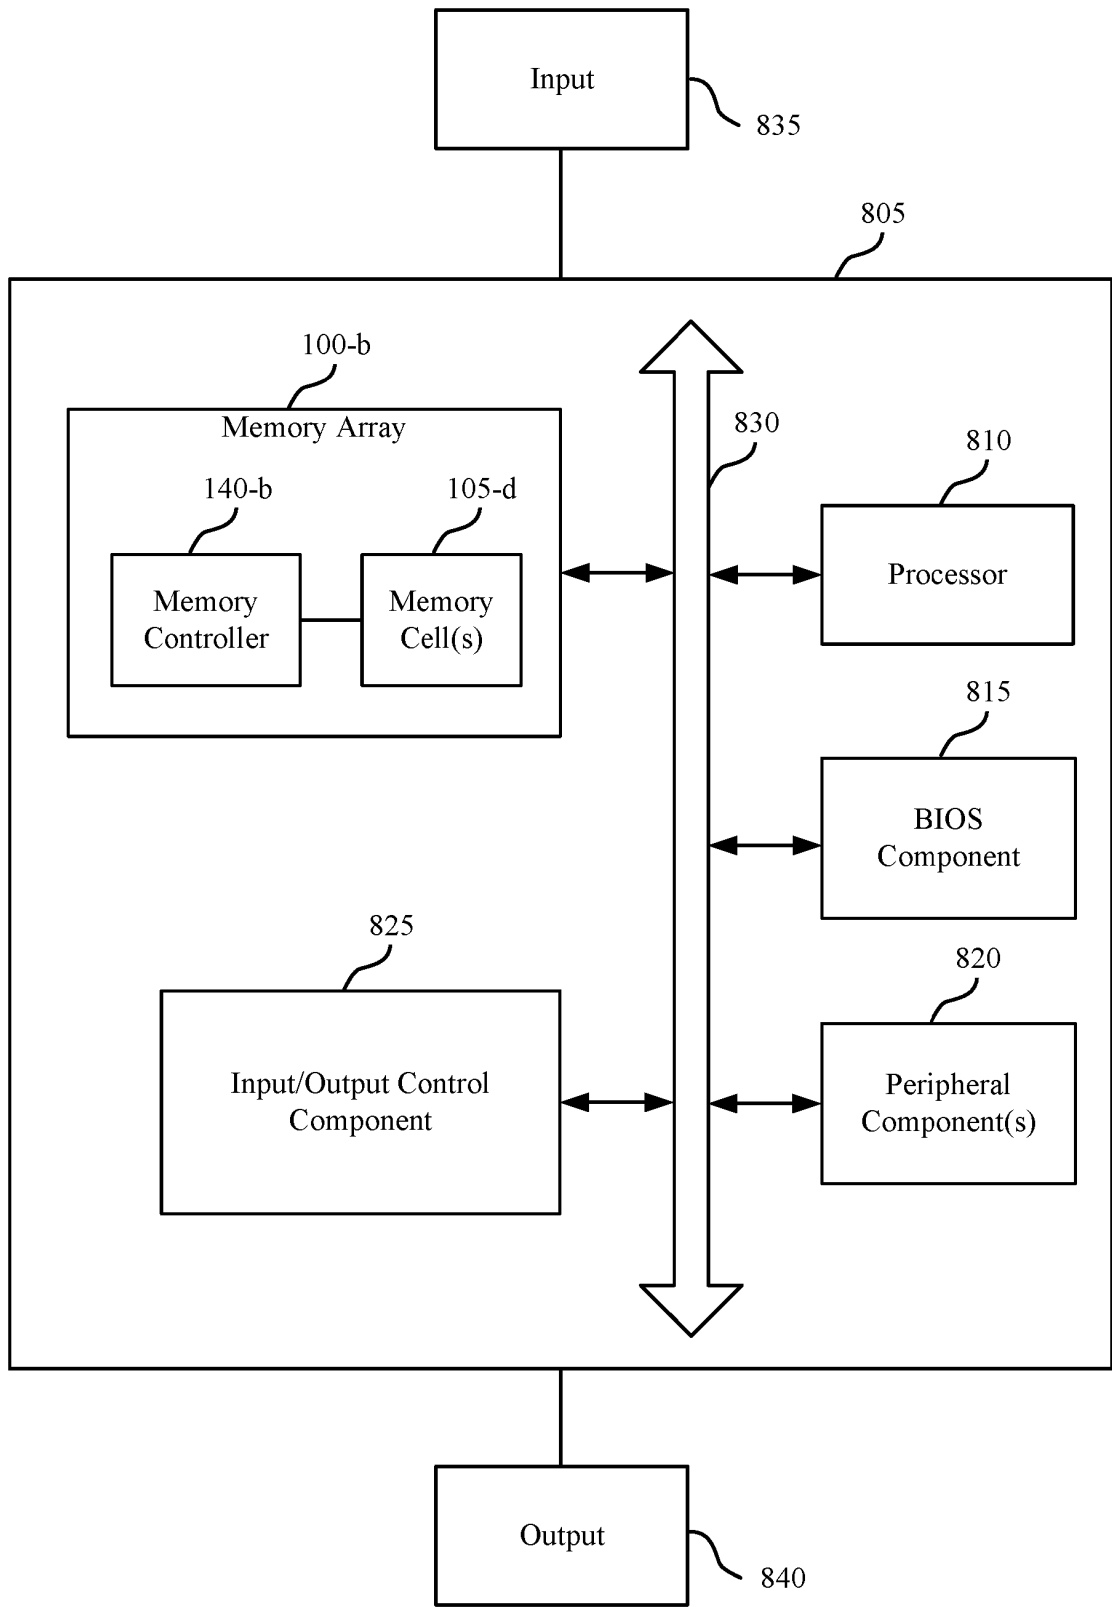 Input
835
805
100-b
Memory Array
830
810
140-b
105-d
Memory
Controller
Memory
Cell(s)
Processor
815
BIOS
Component
825
820
Input/Output Control
Component
Peripheral
Component(s)
Output
840